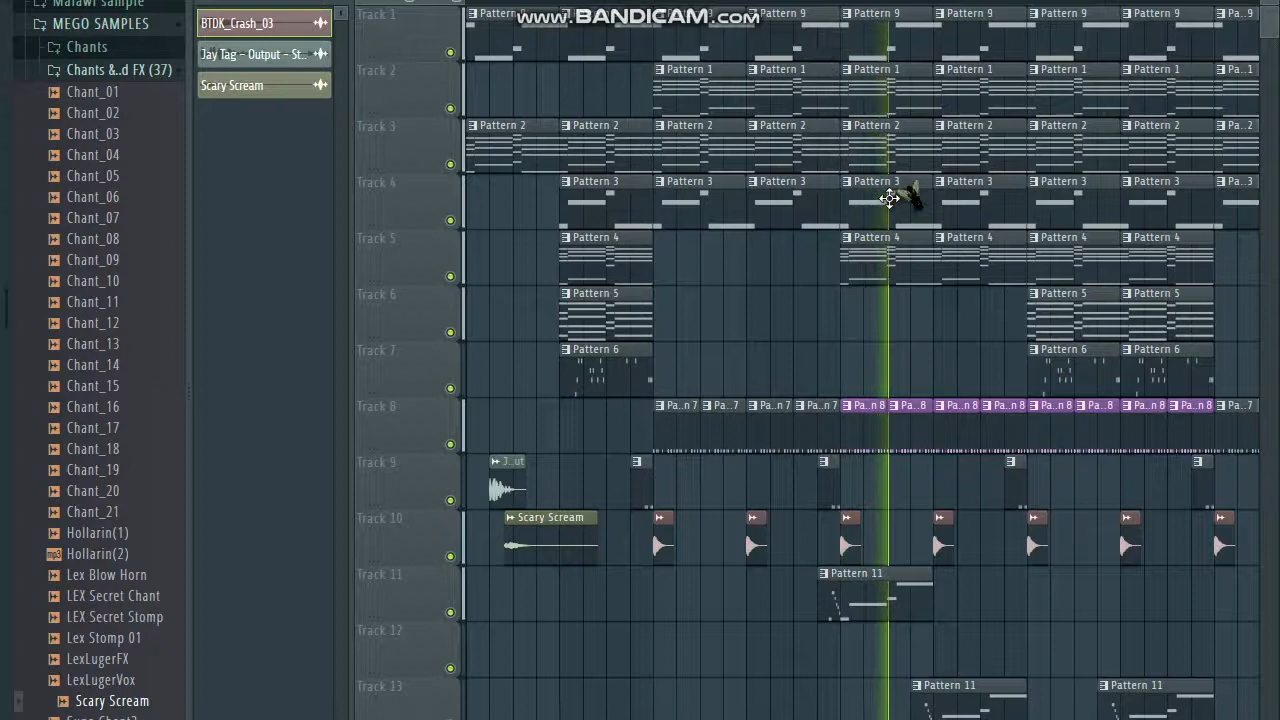 www.BANDICAM.com
Malawi sample
MEGO SAMPLES
Chants
Chants &..d FX (37)
Chant_01
Chant_02
Chant_03
Chant_04
Chant_05
Chant_06
Chant_07
Chant_08
Chant_09
Chant_10
Chant_11
Chant_12
Chant_13
Chant_14
Chant_15
Chant_16
Chant_17
Chant_18
Chant_19
Chant_20
Chant_21
Hollarin(1)
mp3 Hollarin(2)
Lex Blow Horn
LEX Secret Chant
LEX Secret Stomp
Lex Stomp 01
LexLugerFX
LexLugerVox
Scary Scream
BTDK_Crash_03
Jay Tag – Output – St...
Scary Scream
Track 1 Pattern 9 Pattern 9 Pattern 9 Pattern 9 Pattern 9 Pattern 9 Pattern 9 Pattern 9 Pa..9
Track 2 Pattern 1 Pattern 1 Pattern 1 Pattern 1 Pattern 1 Pattern 1 Pa..1
Track 3 Pattern 2 Pattern 2 Pattern 2 Pattern 2 Pattern 2 Pattern 2 Pattern 2 Pattern 2 Pa..2
Track 4 Pattern 3 Pattern 3 Pattern 3 Pattern 3 Pattern 3 Pattern 3 Pattern 3 Pa..3
Track 5 Pattern 4 Pattern 4 Pattern 4 Pattern 4 Pattern 4
Track 6 Pattern 5 Pattern 5 Pattern 5
Track 7 Pattern 6 Pattern 6 Pattern 6
Track 8 Pa..n 7 Pa..7 Pa..n 7 Pa..n 7 Pa..n 8 Pa..8 Pa..n 8 Pa..n 8 Pa..n 8 Pa..8 Pa..n 8 Pa..n 8 Pa..7
Track 9 J..ut
Track 10 Scary Scream
Track 11 Pattern 11
Track 12
Track 13 Pattern 11 Pattern 11